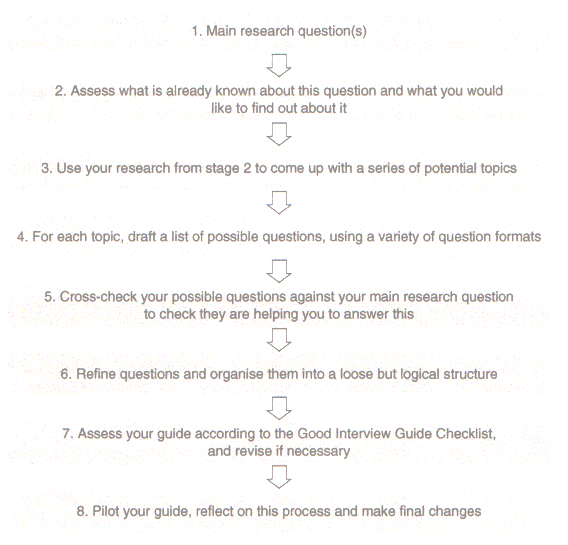 1. Main research question(s)
2. Assess what is already known about this question and what you would
like to find out about it
3. Use your research from stage 2 to come up with a series of potential topics
4. For each topic, draft a list of possible questions, using a variety of question formats
5. Cross-check your possible questions against your main research question
to check they are helping you to answer this
6. Refine questions and organise them into a loose but logical structure
7. Assess your guide according to the Good Interview Guide Checklist,
and revise if necessary
8. Pilot your guide, reflect on this process and make final changes